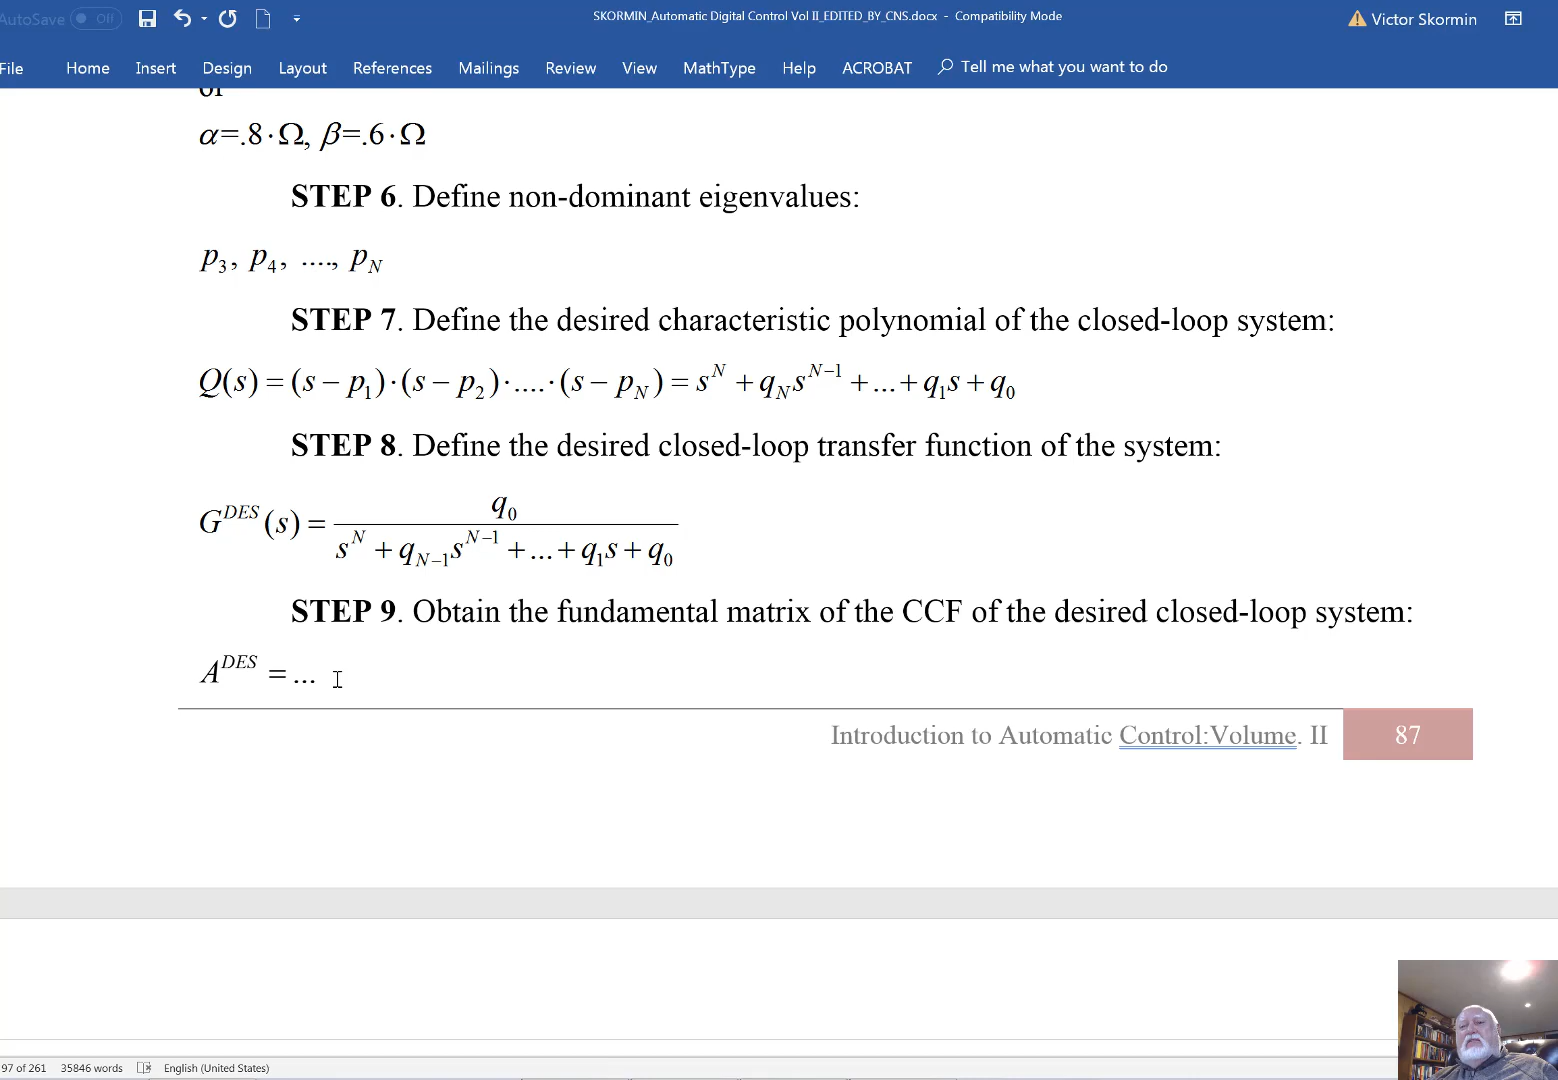 AutoSave Off SKORMIN_Automatic Digital Control Vol II_EDITED_BY_CNS.docx - Compatibility Mode Victor Skormin
File Home Insert Design Layout References Mailings Review View MathType Help ACROBAT Tell me what you want to do
or
α=.8·Ω, β=.6·Ω
STEP 6. Define non-dominant eigenvalues:
p₃, p₄, ...., p_N
STEP 7. Define the desired characteristic polynomial of the closed-loop system:
Q(s) = (s − p₁)·(s − p₂)·....·(s − p_N) = s^N + q_N s^(N−1) + ... + q₁s + q₀
STEP 8. Define the desired closed-loop transfer function of the system:
G^DES (s) = q₀ / (s^N + q_(N−1) s^(N−1) + ... + q₁s + q₀)
STEP 9. Obtain the fundamental matrix of the CCF of the desired closed-loop system:
A^DES = ...
Introduction to Automatic Control:Volume. II 87
97 of 261 35846 words English (United States)